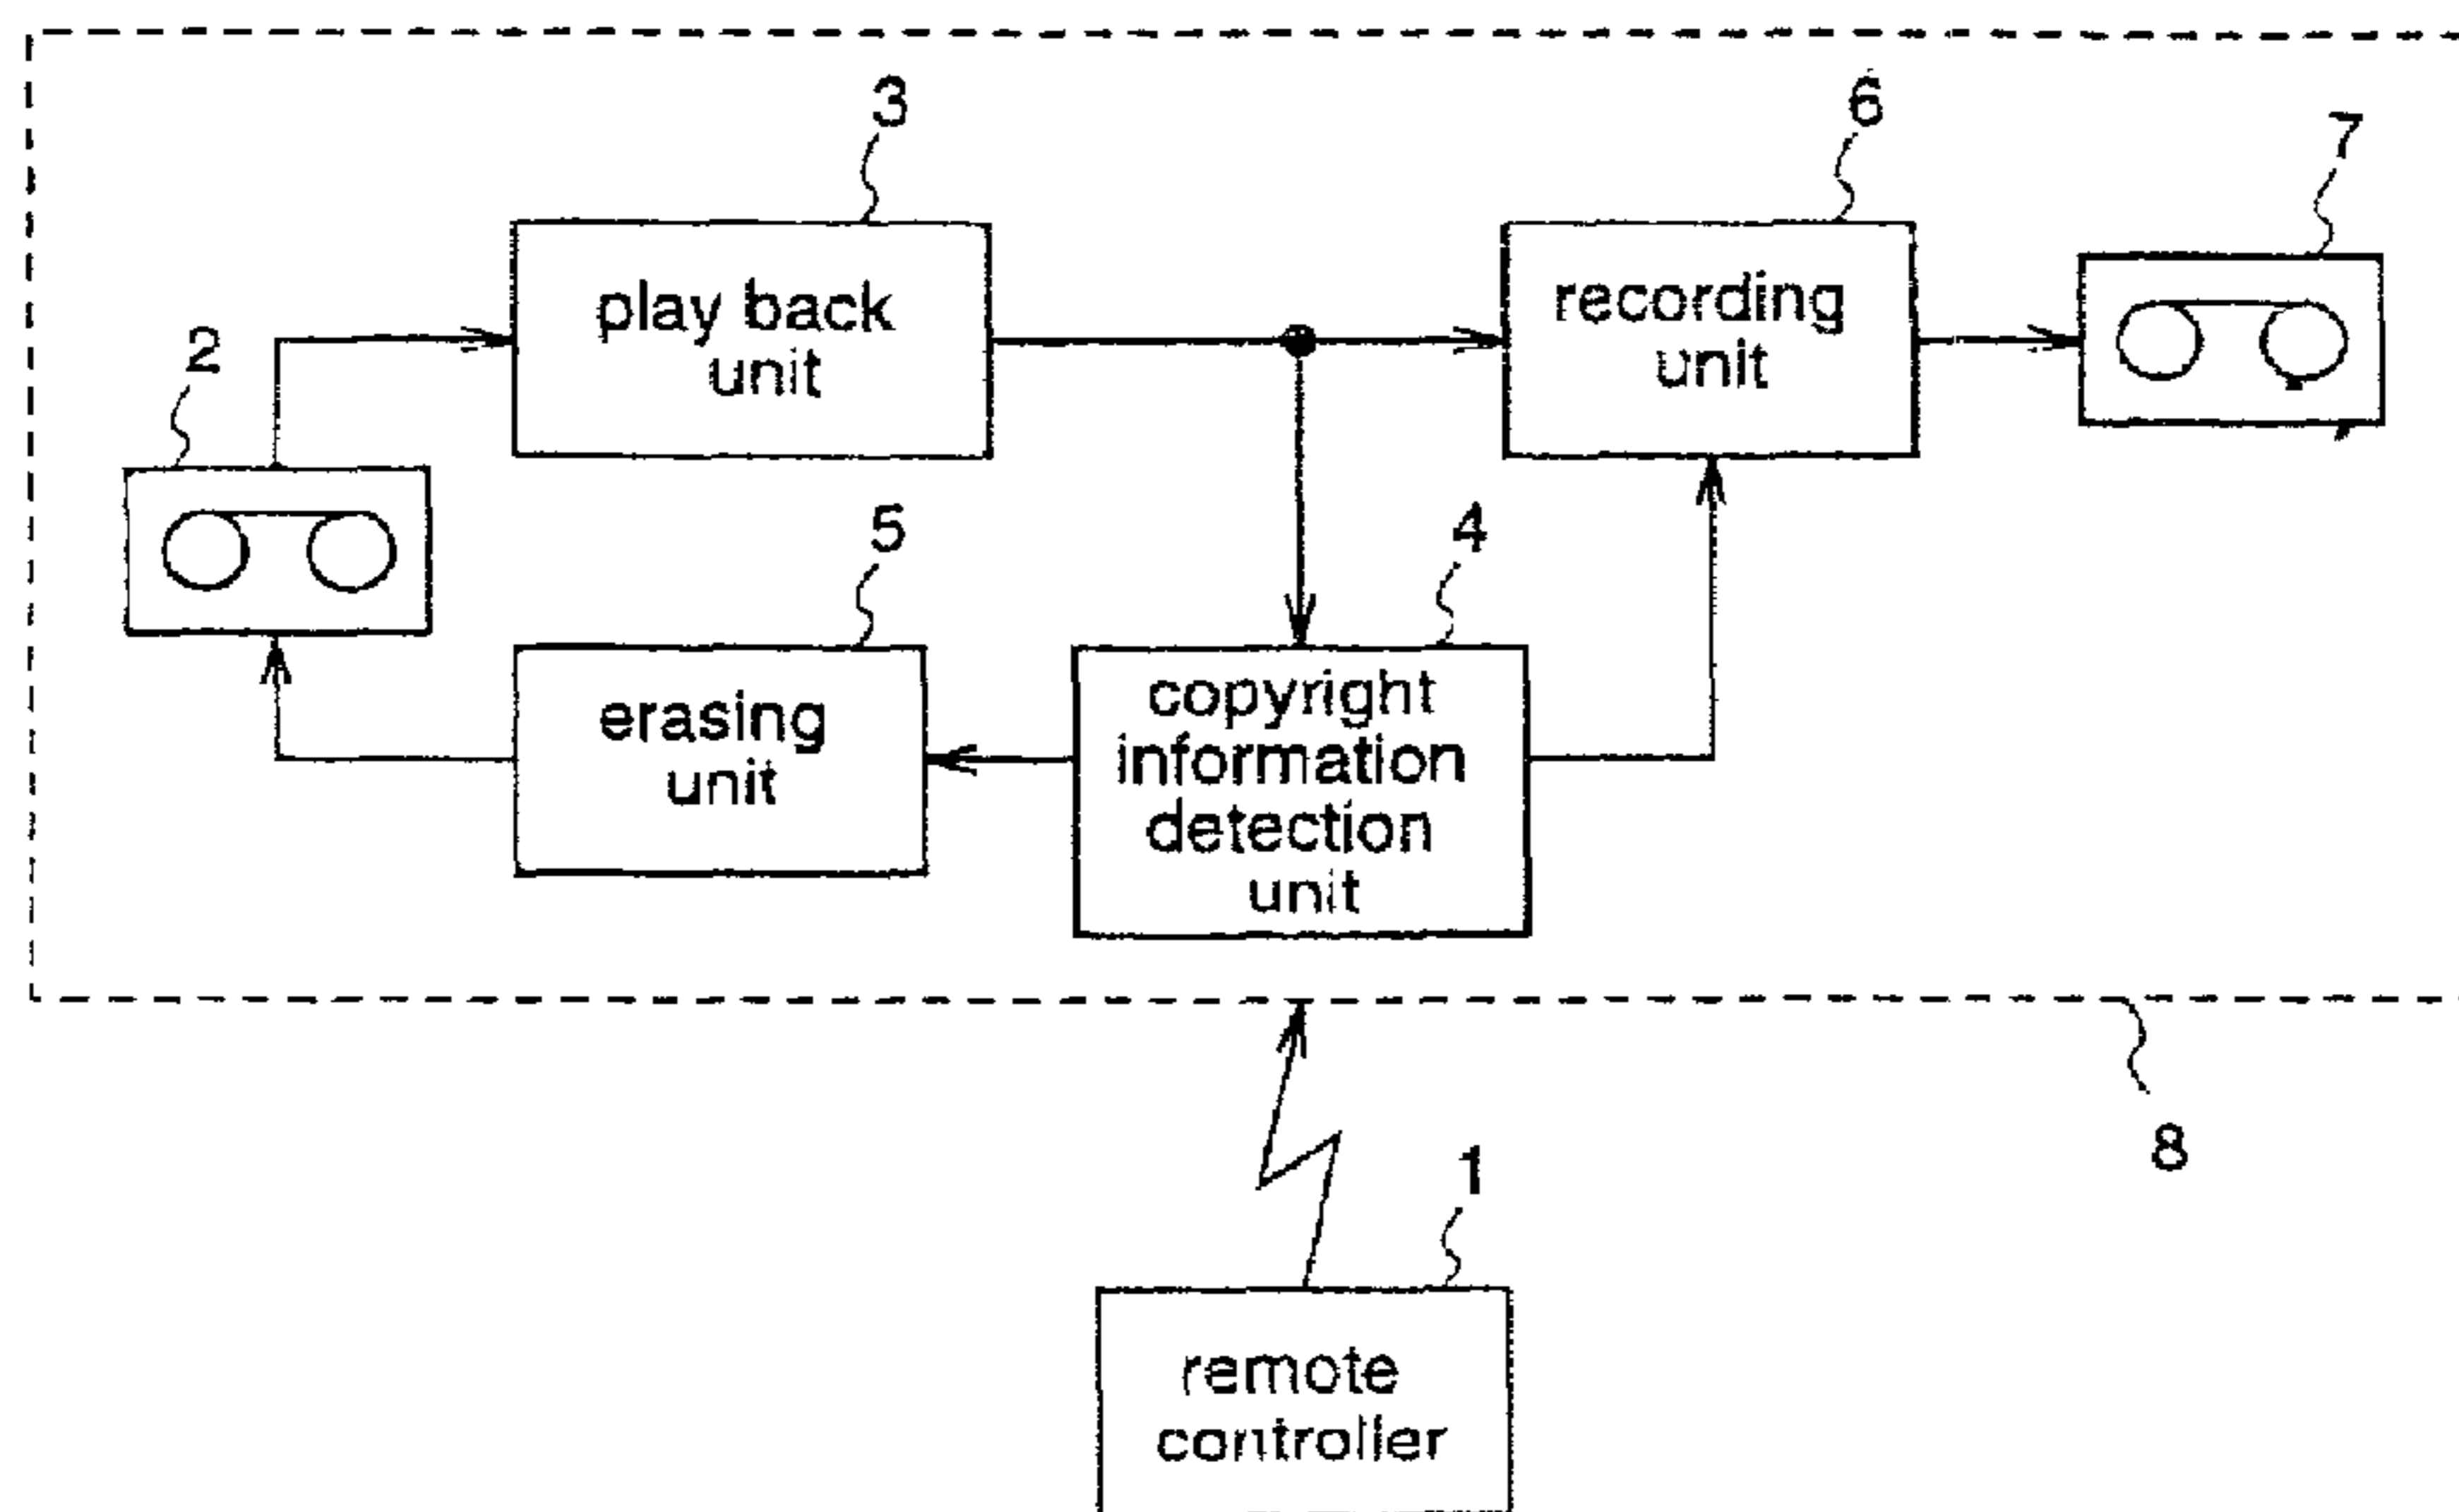 3
6
7
play back
unit
recording
unit
2
5
4
erasing
unit
copyright
information
detection
unit
8
1
remote
controller